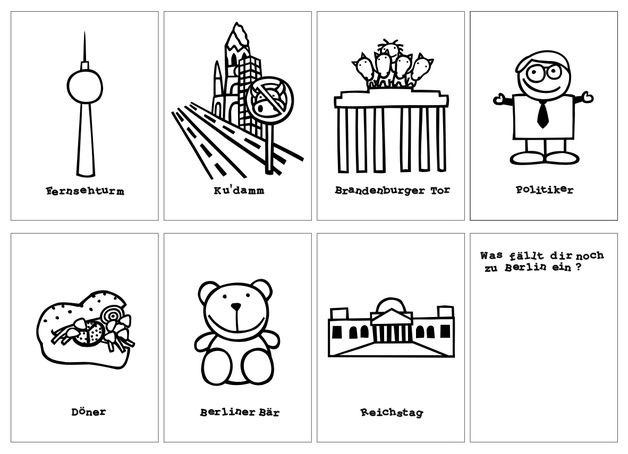 Fernsehturm
Ku'damm
Brandenburger Tor
Politiker
Was fällt dir noch
zu Berlin ein?
Döner
Berliner Bär
Reichstag